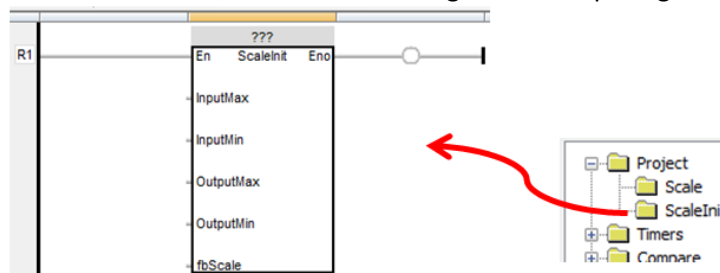 ???
R1
En ScaleInit Eno
InputMax
InputMin
OutputMax
OutputMin
fbScale
Project
Scale
ScaleIni
Timers
Compare